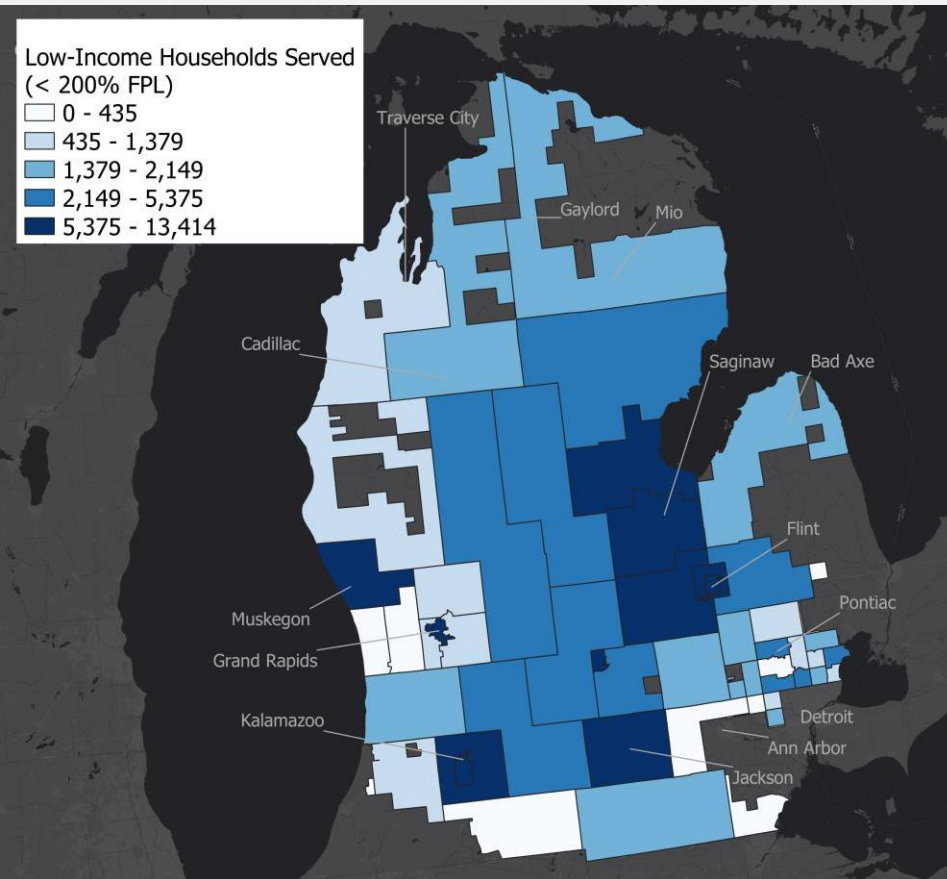 Low-Income Households Served
(< 200% FPL)
0 - 435
435 - 1,379
1,379 - 2,149
2,149 - 5,375
5,375 - 13,414
Traverse City
Gaylord
Mio
Cadillac
Saginaw
Bad Axe
Flint
Muskegon
Pontiac
Grand Rapids
Kalamazoo
Detroit
Ann Arbor
Jackson